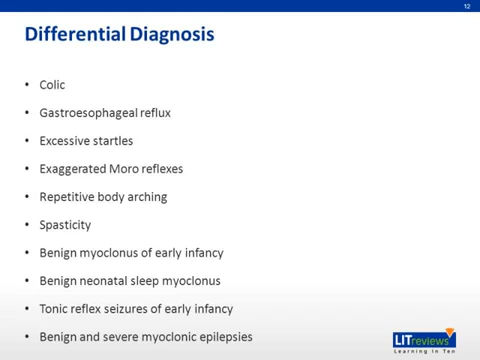 12
Differential Diagnosis
• Colic
• Gastroesophageal reflux
• Excessive startles
• Exaggerated Moro reflexes
• Repetitive body arching
• Spasticity
• Benign myoclonus of early infancy
• Benign neonatal sleep myoclonus
• Tonic reflex seizures of early infancy
• Benign and severe myoclonic epilepsies
LITreviews
Learning in Ten